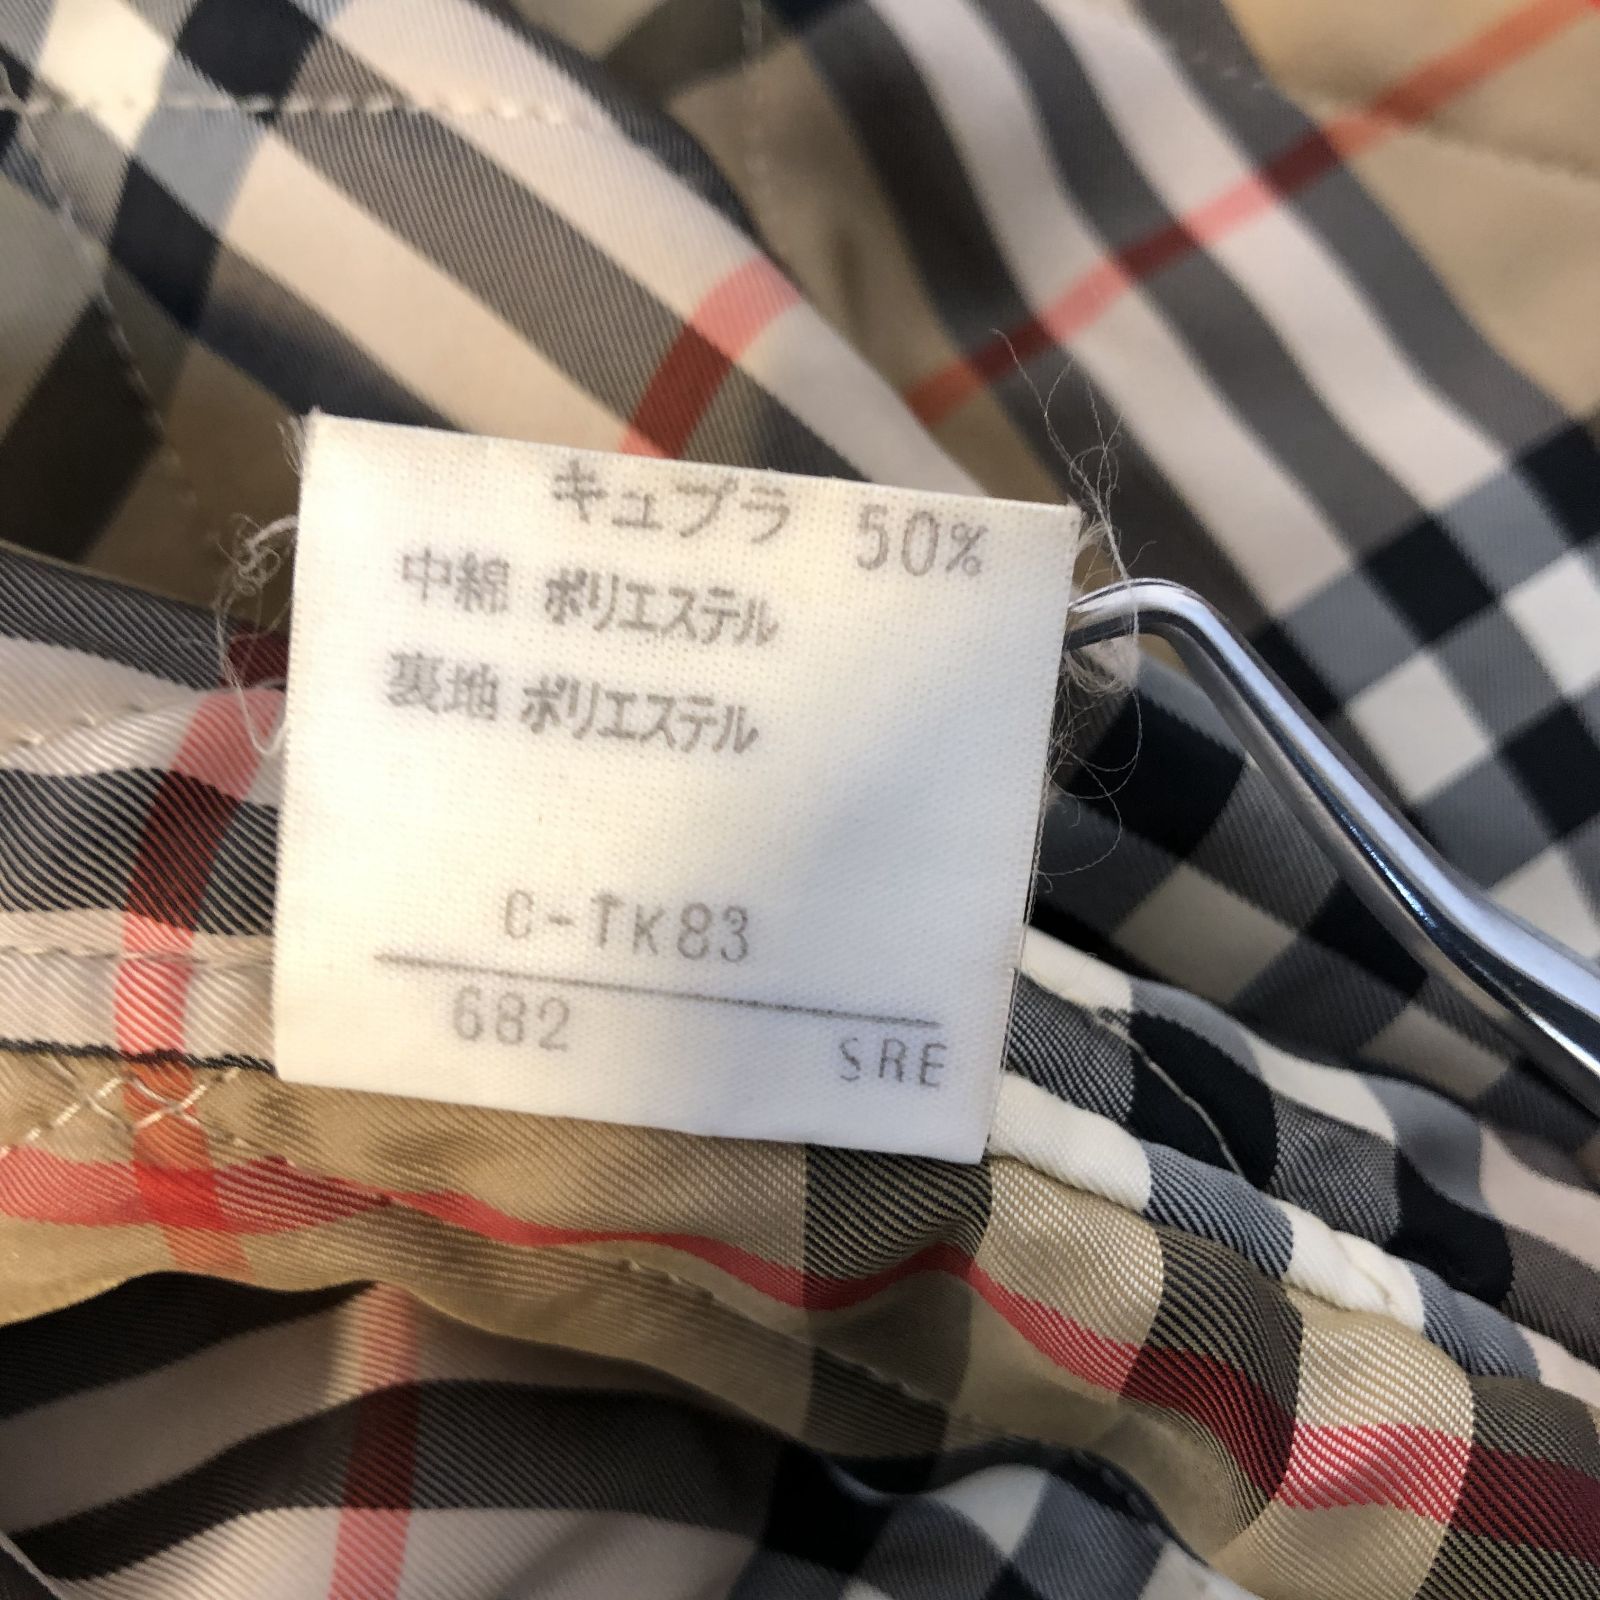 キュプラ 50%
中綿 ポリエステル
裏地 ポリエステル
C-TK83
682 SRE